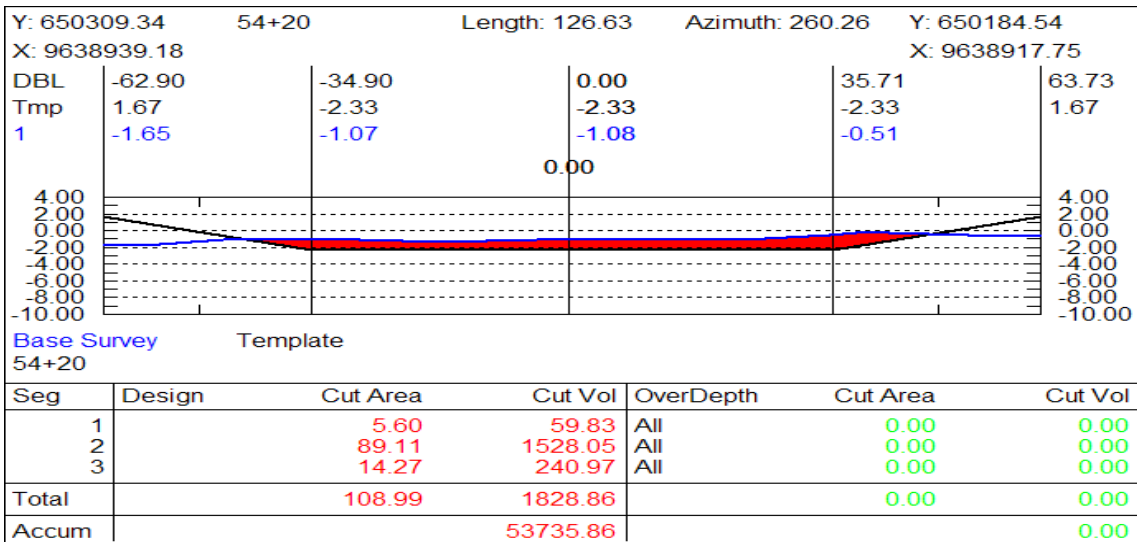 Y: 650309.34 54+20 Length: 126.63 Azimuth: 260.26 Y: 650184.54
X: 9638939.18 X: 9638917.75
DBL -62.90 -34.90 0.00 35.71 63.73
Tmp 1.67 -2.33 -2.33 -2.33 1.67
1 -1.65 -1.07 -1.08 -0.51
0.00
4.00 4.00
2.00 2.00
0.00 0.00
-2.00 -2.00
-4.00 -4.00
-6.00 -6.00
-8.00 -8.00
-10.00 -10.00
Base Survey Template
54+20
Seg Design Cut Area Cut Vol OverDepth Cut Area Cut Vol
1 5.60 59.83 All 0.00 0.00
2 89.11 1528.05 All 0.00 0.00
3 14.27 240.97 All 0.00 0.00
Total 108.99 1828.86 0.00 0.00
Accum 53735.86 0.00